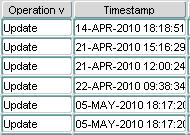 Operation v Timestamp
Update 14-APR-2010 18:18:51
Update 21-APR-2010 15:16:29
Update 21-APR-2010 12:00:24
Update 22-APR-2010 09:38:34
Update 05-MAY-2010 18:17:20
Update 05-MAY-2010 18:17:20